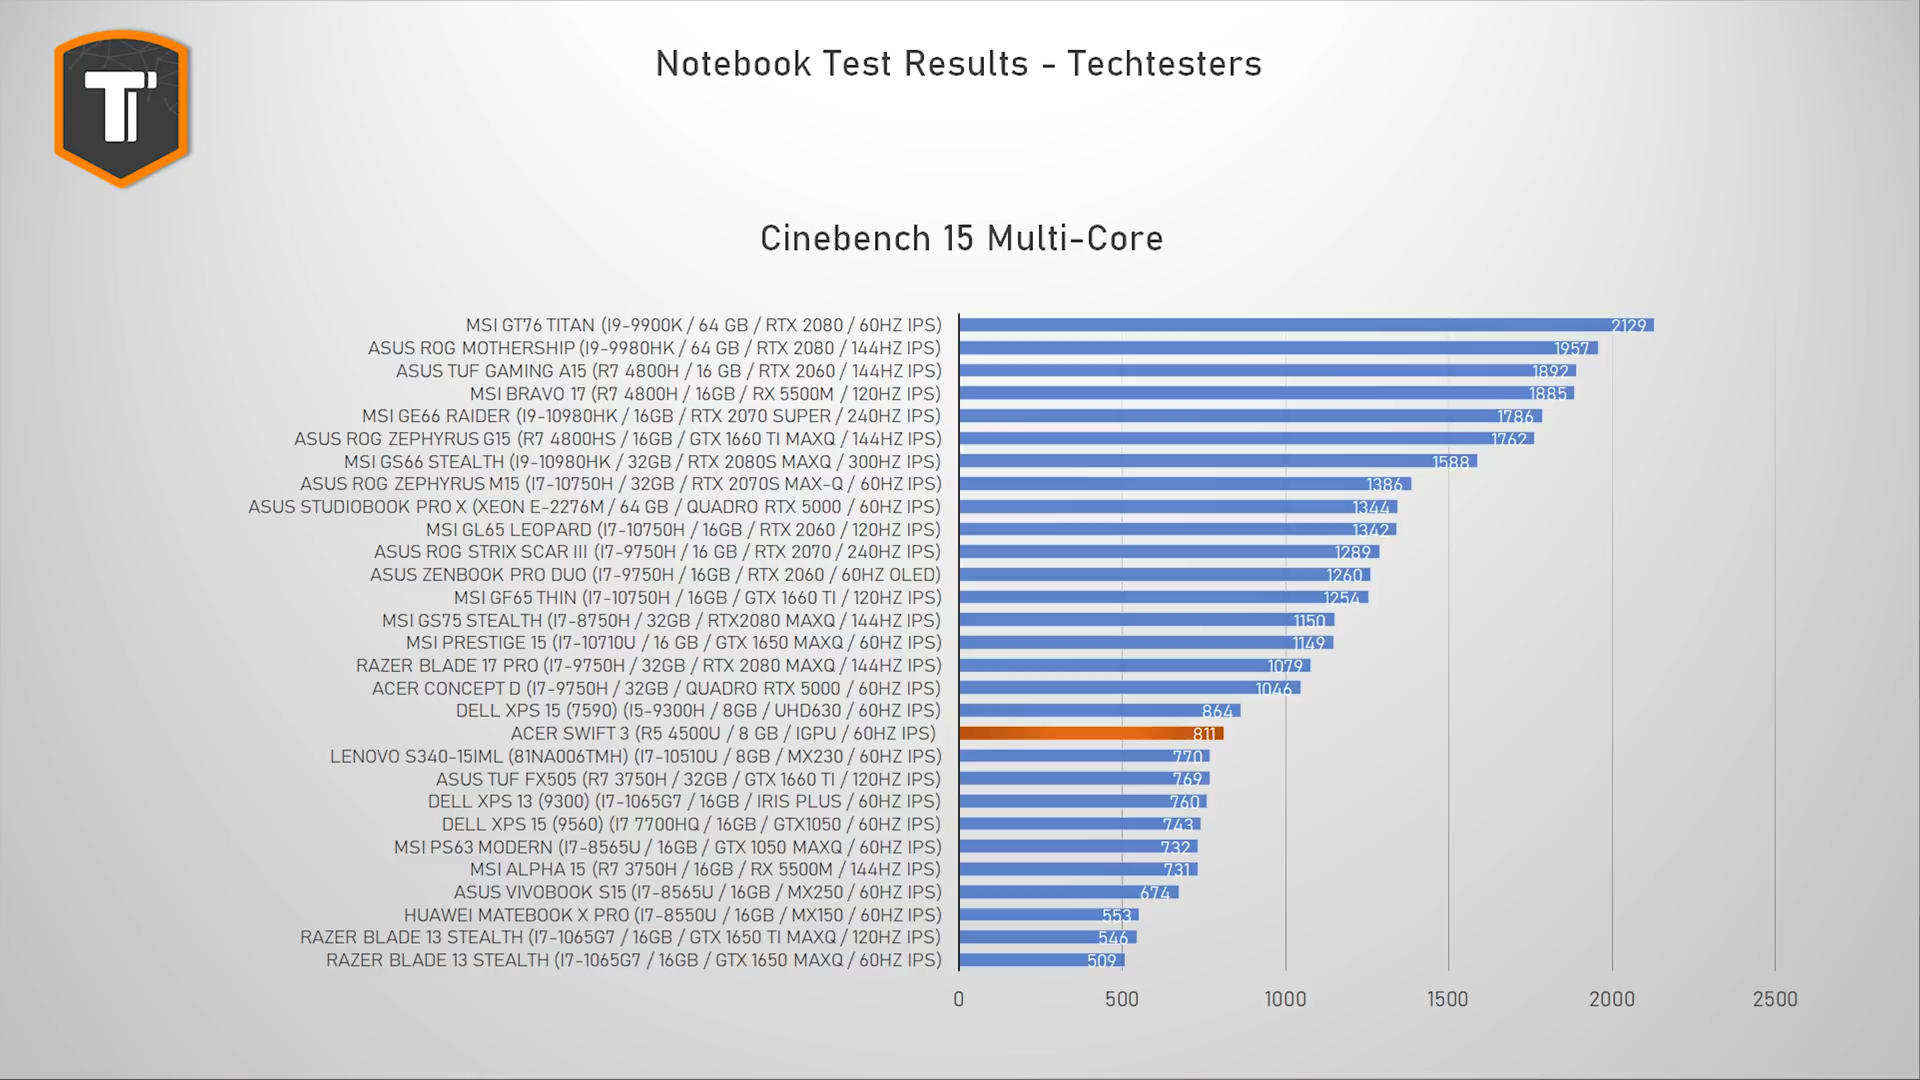 T
Notebook Test Results - Techtesters
Cinebench 15 Multi-Core
MSI GT76 TITAN (I9-9900K / 64 GB / RTX 2080 / 60HZ IPS) 2129
ASUS ROG MOTHERSHIP (I9-9980HK / 64 GB / RTX 2080 / 144HZ IPS) 1957
ASUS TUF GAMING A15 (R7 4800H / 16 GB / RTX 2060 / 144HZ IPS) 1892
MSI BRAVO 17 (R7 4800H / 16GB / RX 5500M / 120HZ IPS) 1885
MSI GE66 RAIDER (I9-10980HK / 16GB / RTX 2070 SUPER / 240HZ IPS) 1786
ASUS ROG ZEPHYRUS G15 (R7 4800HS / 16GB / GTX 1660 TI MAXQ / 144HZ IPS) 1762
MSI GS66 STEALTH (I9-10980HK / 32GB / RTX 2080S MAXQ / 300HZ IPS) 1588
ASUS ROG ZEPHYRUS M15 (I7-10750H / 32GB / RTX 2070S MAX-Q / 60HZ IPS) 1386
ASUS STUDIOBOOK PRO X (XEON E-2276M / 64 GB / QUADRO RTX 5000 / 60HZ IPS) 1344
MSI GL65 LEOPARD (I7-10750H / 16GB / RTX 2060 / 120HZ IPS) 1342
ASUS ROG STRIX SCAR III (I7-9750H / 16 GB / RTX 2070 / 240HZ IPS) 1289
ASUS ZENBOOK PRO DUO (I7-9750H / 16GB / RTX 2060 / 60HZ OLED) 1260
MSI GF65 THIN (I7-10750H / 16GB / GTX 1660 TI / 120HZ IPS) 1254
MSI GS75 STEALTH (I7-8750H / 32GB / RTX2080 MAXQ / 144HZ IPS) 1150
MSI PRESTIGE 15 (I7-10710U / 16 GB / GTX 1650 MAXQ / 60HZ IPS) 1149
RAZER BLADE 17 PRO (I7-9750H / 32GB / RTX 2080 MAXQ / 144HZ IPS) 1079
ACER CONCEPT D (I7-9750H / 32GB / QUADRO RTX 5000 / 60HZ IPS) 1046
DELL XPS 15 (7590) (I5-9300H / 8GB / UHD630 / 60HZ IPS) 864
ACER SWIFT 3 (R5 4500U / 8 GB / IGPU / 60HZ IPS) 811
LENOVO S340-15IML (81NA006TMH) (I7-10510U / 8GB / MX230 / 60HZ IPS) 770
ASUS TUF FX505 (R7 3750H / 32GB / GTX 1660 TI / 120HZ IPS) 769
DELL XPS 13 (9300) (I7-1065G7 / 16GB / IRIS PLUS / 60HZ IPS) 760
DELL XPS 15 (9560) (I7 7700HQ / 16GB / GTX1050 / 60HZ IPS) 743
MSI PS63 MODERN (I7-8565U / 16GB / GTX 1050 MAXQ / 60HZ IPS) 732
MSI ALPHA 15 (R7 3750H / 16GB / RX 5500M / 144HZ IPS) 731
ASUS VIVOBOOK S15 (I7-8565U / 16GB / MX250 / 60HZ IPS) 674
HUAWEI MATEBOOK X PRO (I7-8550U / 16GB / MX150 / 60HZ IPS) 553
RAZER BLADE 13 STEALTH (I7-1065G7 / 16GB / GTX 1650 TI MAXQ / 120HZ IPS) 546
RAZER BLADE 13 STEALTH (I7-1065G7 / 16GB / GTX 1650 MAXQ / 60HZ IPS) 509
0 500 1000 1500 2000 2500